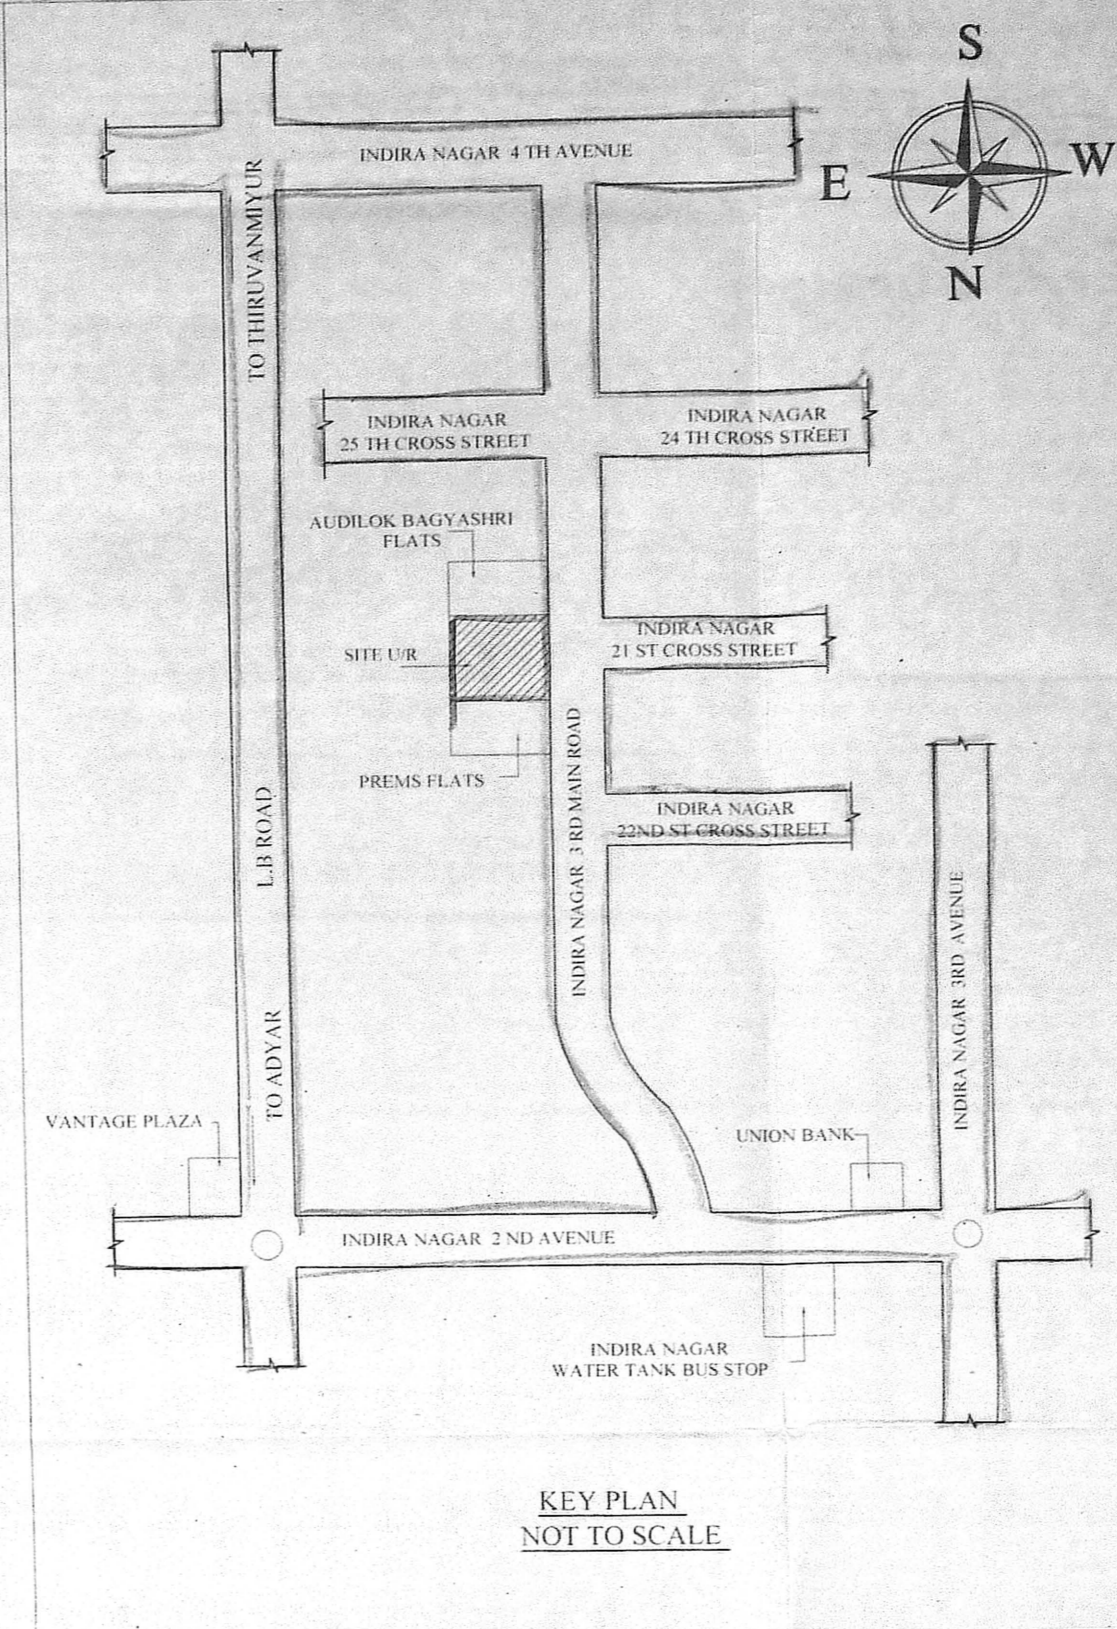 S
E
W
N
INDIRA NAGAR 4 TH AVENUE
TO THIRUVANMIYUR
INDIRA NAGAR
25 TH CROSS STREET
INDIRA NAGAR
24 TH CROSS STREET
AUDILOK BAGYASHRI
FLATS
SITE U/R
INDIRA NAGAR
21 ST CROSS STREET
PREMS FLATS
INDIRA NAGAR 3 RD MAIN ROAD
INDIRA NAGAR
22ND ST CROSS STREET
L.B ROAD
INDIRA NAGAR 3RD AVENUE
TO ADYAR
VANTAGE PLAZA
UNION BANK
INDIRA NAGAR 2 ND AVENUE
INDIRA NAGAR
WATER TANK BUS STOP
KEY PLAN
NOT TO SCALE